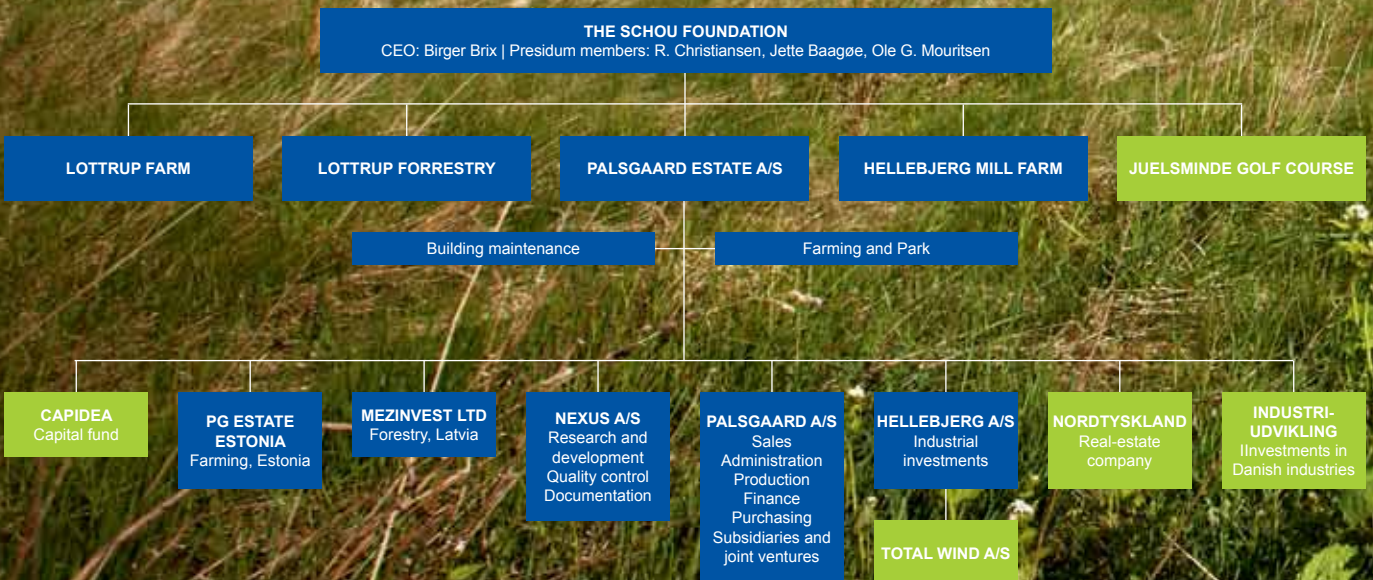 THE SCHOU FOUNDATION
CEO: Birger Brix | Presidum members: R. Christiansen, Jette Baagøe, Ole G. Mouritsen
LOTTRUP FARM
LOTTRUP FORRESTRY
PALSGAARD ESTATE A/S
HELLEBJERG MILL FARM
JUELSMINDE GOLF COURSE
Building maintenance
Farming and Park
CAPIDEA
Capital fund
PG ESTATE
ESTONIA
Farming, Estonia
MEZINVEST LTD
Forestry, Latvia
NEXUS A/S
Research and
development
Quality control
Documentation
PALSGAARD A/S
Sales
Administration
Production
Finance
Purchasing
Subsidiaries and
joint ventures
HELLEBJERG A/S
Industrial
investments
TOTAL WIND A/S
NORDTYSKLAND
Real-estate
company
INDUSTRI-
UDVIKLING
IInvestments in
Danish industries